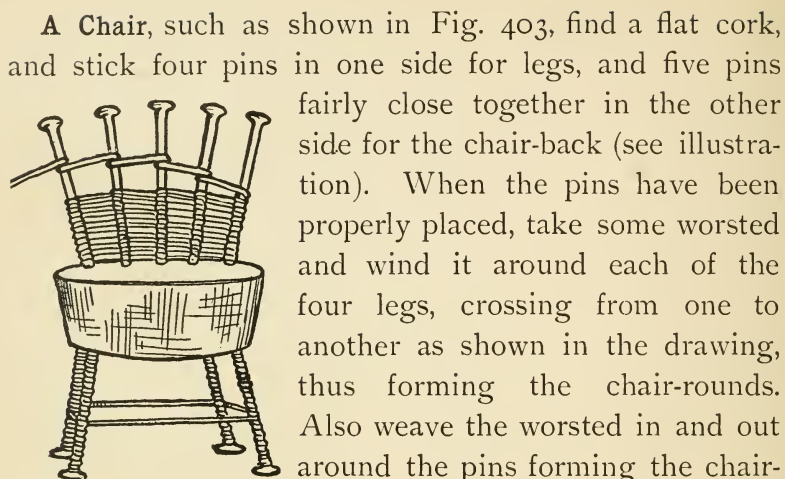 A Chair, such as shown in Fig. 403, find a flat cork,
and stick four pins in one side for legs, and five pins
fairly close together in the other
side for the chair-back (see illustra-
tion). When the pins have been
properly placed, take some worsted
and wind it around each of the
four legs, crossing from one to
another as shown in the drawing,
thus forming the chair-rounds.
Also weave the worsted in and out
around the pins forming the chair-